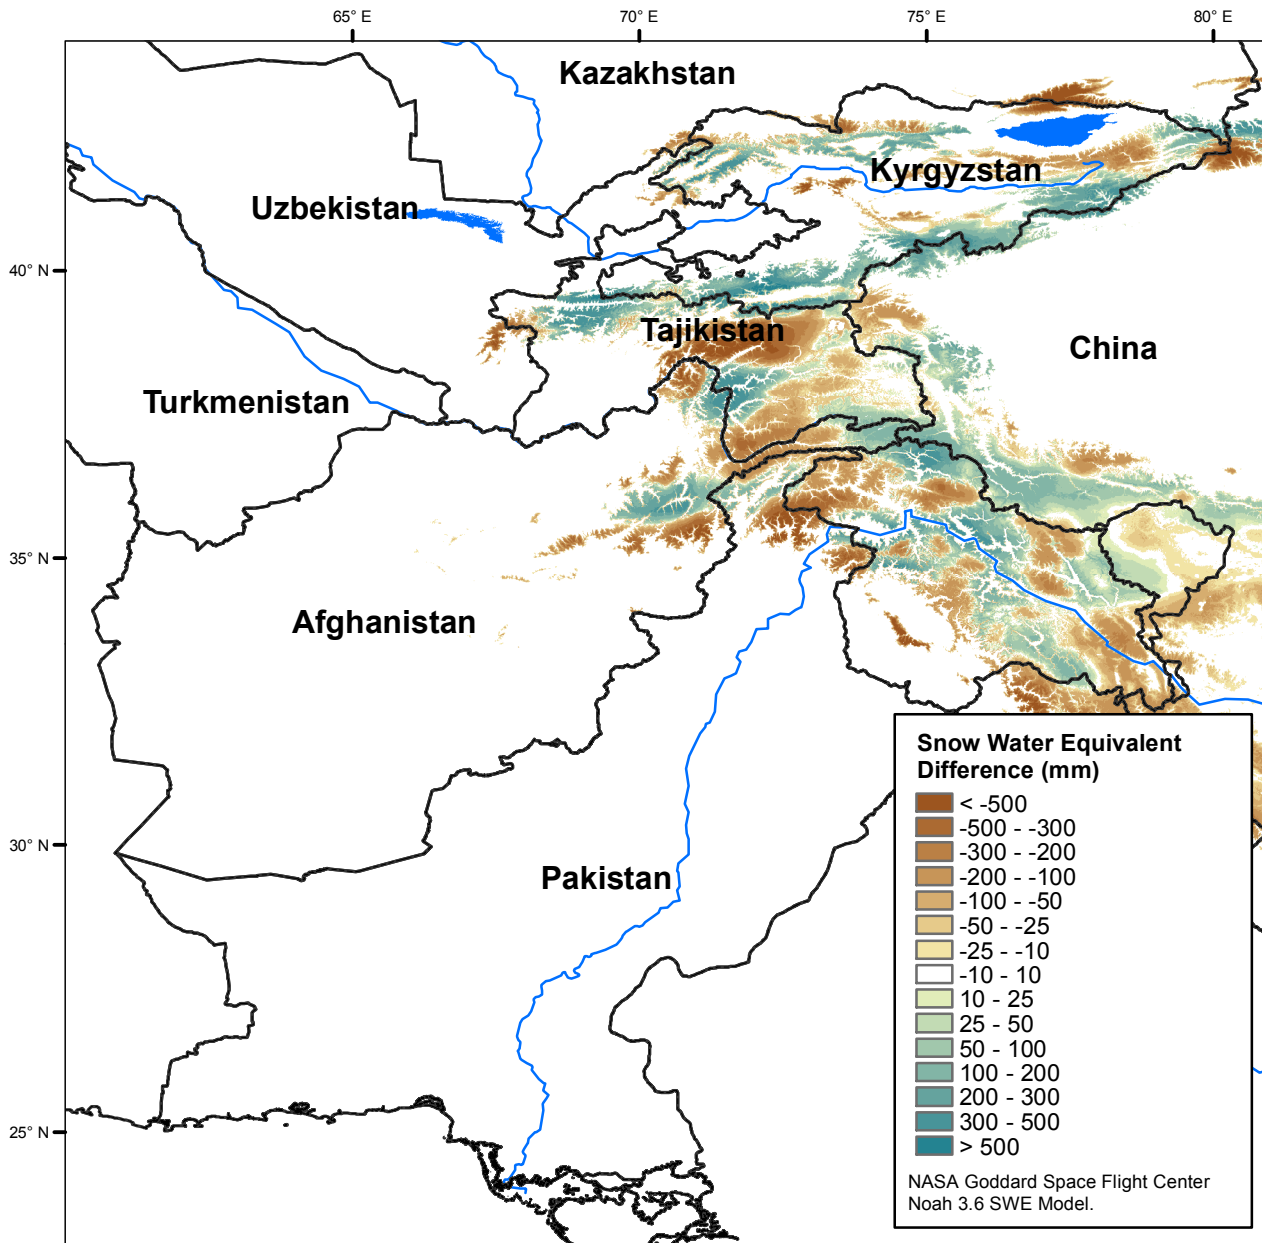 65° E
70° E
75° E
80° E
Kazakhstan
Kyrgyzstan
Uzbekistan
40° N
Tajikistan
China
Turkmenistan
35° N
Afghanistan
30° N
Pakistan
25° N
Snow Water Equivalent
Difference (mm)
< -500
-500 - -300
-300 - -200
-200 - -100
-100 - -50
-50 - -25
-25 - -10
-10 - 10
10 - 25
25 - 50
50 - 100
100 - 200
200 - 300
300 - 500
> 500
NASA Goddard Space Flight Center
Noah 3.6 SWE Model.